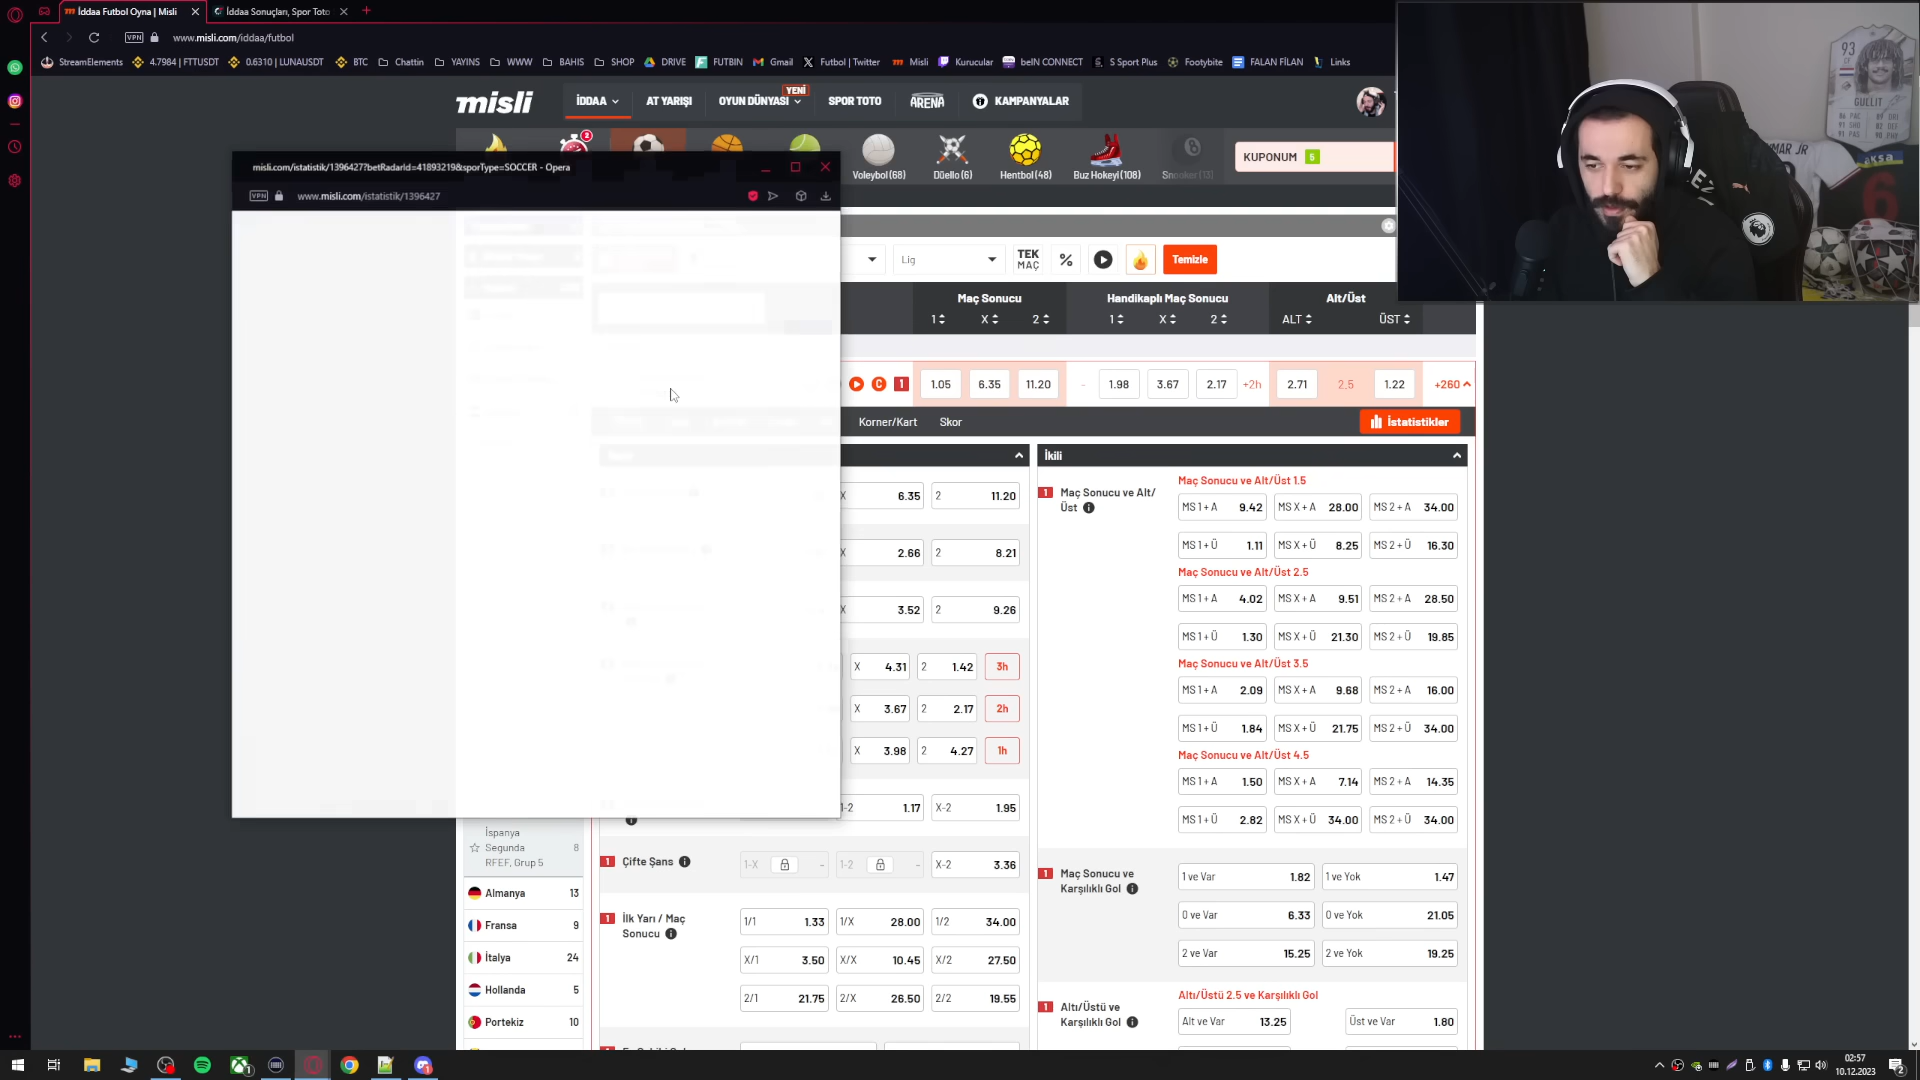 İddaa Futbol Oyna | Misli
İddaa Sonuçları, Spor Toto
VPN
www.misli.com/iddaa/futbol
StreamElements
4.7984 | FTTUSDT
0.6310 | LUNAUSDT
BTC
Chattin
YAYINS
WWW
BAHIS
SHOP
DRIVE
FUTBIN
Gmail
Futbol | Twitter
Misli
Kurucular
beIN CONNECT
S Sport Plus
Footybite
FALAN FİLAN
Links
misli
İDDAA
AT YARIŞI
OYUN DÜNYASI
YENİ
SPOR TOTO
ARENA
KAMPANYALAR
2
Voleybol (68)
Düello (6)
Hentbol (48)
Buz Hokeyi (108)
Snooker (13)
KUPONUM 5
misli.com/istatistik/1396427?betRadarId=41893219&sporType=SOCCER - Opera
VPN
www.misli.com/istatistik/1396427
Lig
TEK
MAÇ
%
Temizle
Maç Sonucu
Handikaplı Maç Sonucu
Alt/Üst
1 X 2
1 X 2
ALT ÜST
C 1 1.05 6.35 11.20 - 1.98 3.67 2.17 +2h 2.71 2.5 1.22 +260
Korner/Kart
Skor
İstatistikler
X 6.35 2 11.20
X 2.66 2 8.21
X 3.52 2 9.26
X 4.31 2 1.42 3h
X 3.67 2 2.17 2h
X 3.98 2 4.27 1h
1-2 1.17 X-2 1.95
1 Çifte Şans 1-X - 1-2 - X-2 3.36
1 İlk Yarı / Maç
Sonucu
1/1 1.33 1/X 28.00 1/2 34.00
X/1 3.50 X/X 10.45 X/2 27.50
2/1 21.75 2/X 26.50 2/2 19.55
İkili
1 Maç Sonucu ve Alt/
Üst
Maç Sonucu ve Alt/Üst 1.5
MS 1 + A 9.42 MS X + A 28.00 MS 2 + A 34.00
MS 1 + Ü 1.11 MS X + Ü 8.25 MS 2 + Ü 16.30
Maç Sonucu ve Alt/Üst 2.5
MS 1 + A 4.02 MS X + A 9.51 MS 2 + A 28.50
MS 1 + Ü 1.30 MS X + Ü 21.30 MS 2 + Ü 19.85
Maç Sonucu ve Alt/Üst 3.5
MS 1 + A 2.09 MS X + A 9.68 MS 2 + A 16.00
MS 1 + Ü 1.84 MS X + Ü 21.75 MS 2 + Ü 34.00
Maç Sonucu ve Alt/Üst 4.5
MS 1 + A 1.50 MS X + A 7.14 MS 2 + A 14.35
MS 1 + Ü 2.82 MS X + Ü 34.00 MS 2 + Ü 34.00
1 Maç Sonucu ve
Karşılıklı Gol
1 ve Var 1.82 1 ve Yok 1.47
0 ve Var 6.33 0 ve Yok 21.05
2 ve Var 15.25 2 ve Yok 19.25
1 Altı/Üstü ve
Karşılıklı Gol
Altı/Üstü 2.5 ve Karşılıklı Gol
Alt ve Var 13.25 Üst ve Var 1.80
İspanya
Segunda 8
RFEF, Grup 5
Almanya 13
Fransa 9
İtalya 24
Hollanda 5
Portekiz 10
93
GULLIT
aksa
6
02:57
10.12.2023